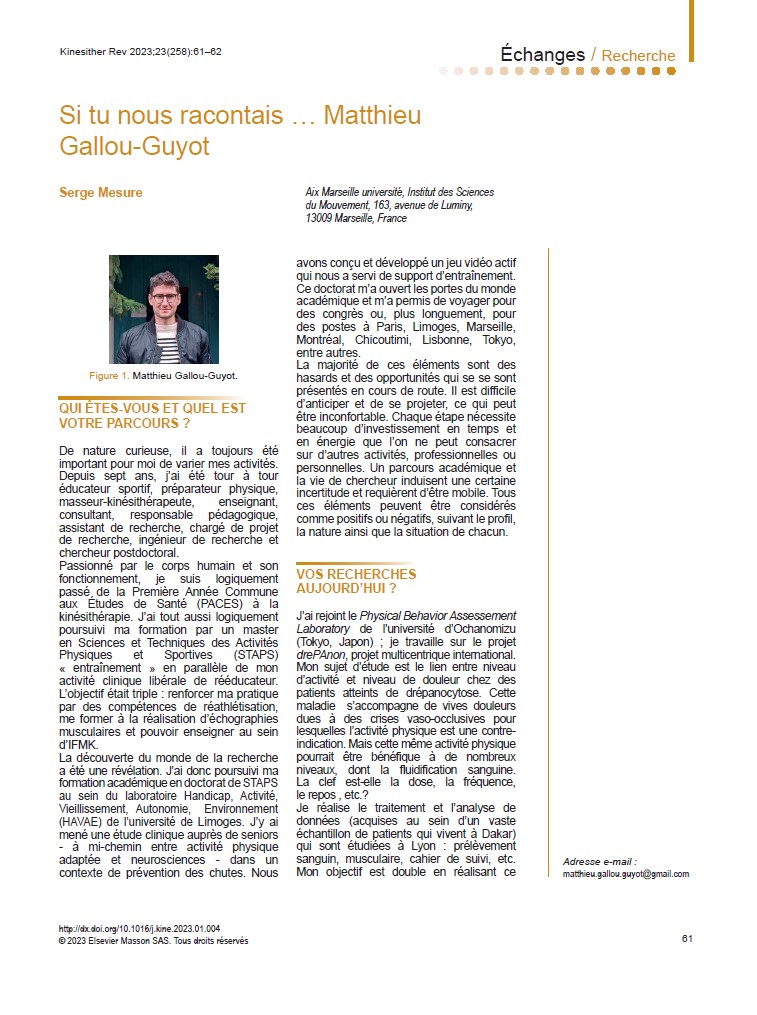 Kinesither Rev 2023;23(258):61–62
Échanges / Recherche
Si tu nous racontais … Matthieu
Gallou-Guyot
Serge Mesure
Aix Marseille université, Institut des Sciences
du Mouvement, 163, avenue de Luminy,
13009 Marseille, France
Figure 1. Matthieu Gallou-Guyot.
QUI ÊTES-VOUS ET QUEL EST
VOTRE PARCOURS ?
De nature curieuse, il a toujours été
important pour moi de varier mes activités.
Depuis sept ans, j'ai été tour à tour
éducateur sportif, préparateur physique,
masseur-kinésithérapeute, enseignant,
consultant, responsable pédagogique,
assistant de recherche, chargé de projet
de recherche, ingénieur de recherche et
chercheur postdoctoral.
Passionné par le corps humain et son
fonctionnement, je suis logiquement
passé de la Première Année Commune
aux Études de Santé (PACES) à la
kinésithérapie. J'ai tout aussi logiquement
poursuivi ma formation par un master
en Sciences et Techniques des Activités
Physiques et Sportives (STAPS)
« entraînement » en parallèle de mon
activité clinique libérale de rééducateur.
L'objectif était triple : renforcer ma pratique
par des compétences de réathlétisation,
me former à la réalisation d'échographies
musculaires et pouvoir enseigner au sein
d'IFMK.
La découverte du monde de la recherche
a été une révélation. J'ai donc poursuivi ma
formation académique en doctorat de STAPS
au sein du laboratoire Handicap, Activité,
Vieillissement, Autonomie, Environnement
(HAVAE) de l'université de Limoges. J'y ai
mené une étude clinique auprès de seniors
- à mi-chemin entre activité physique
adaptée et neurosciences - dans un
contexte de prévention des chutes. Nous
avons conçu et développé un jeu vidéo actif
qui nous a servi de support d'entraînement.
Ce doctorat m'a ouvert les portes du monde
académique et m'a permis de voyager pour
des congrès ou, plus longuement, pour
des postes à Paris, Limoges, Marseille,
Montréal, Chicoutimi, Lisbonne, Tokyo,
entre autres.
La majorité de ces éléments sont des
hasards et des opportunités qui se se sont
présentés en cours de route. Il est difficile
d'anticiper et de se projeter, ce qui peut
être inconfortable. Chaque étape nécessite
beaucoup d'investissement en temps et
en énergie que l'on ne peut consacrer
sur d'autres activités, professionnelles ou
personnelles. Un parcours académique et
la vie de chercheur induisent une certaine
incertitude et requièrent d'être mobile. Tous
ces éléments peuvent être considérés
comme positifs ou négatifs, suivant le profil,
la nature ainsi que la situation de chacun.
VOS RECHERCHES
AUJOURD'HUI ?
J'ai rejoint le Physical Behavior Assessement
Laboratory de l'université d'Ochanomizu
(Tokyo, Japon) ; je travaille sur le projet
drePAnon, projet multicentrique international.
Mon sujet d'étude est le lien entre niveau
d'activité et niveau de douleur chez des
patients atteints de drépanocytose. Cette
maladie s'accompagne de vives douleurs
dues à des crises vaso-occlusives pour
lesquelles l'activité physique est une contre-
indication. Mais cette même activité physique
pourrait être bénéfique à de nombreux
niveaux, dont la fluidification sanguine.
La clef est-elle la dose, la fréquence,
le repos , etc.?
Je réalise le traitement et l'analyse de
données (acquises au sein d'un vaste
échantillon de patients qui vivent à Dakar)
qui sont étudiées à Lyon : prélèvement
sanguin, musculaire, cahier de suivi, etc.
Mon objectif est double en réalisant ce
Adresse e-mail :
matthieu.gallou.guyot@gmail.com
http://dx.doi.org/10.1016/j.kine.2023.01.004
© 2023 Elsevier Masson SAS. Tous droits réservés
61